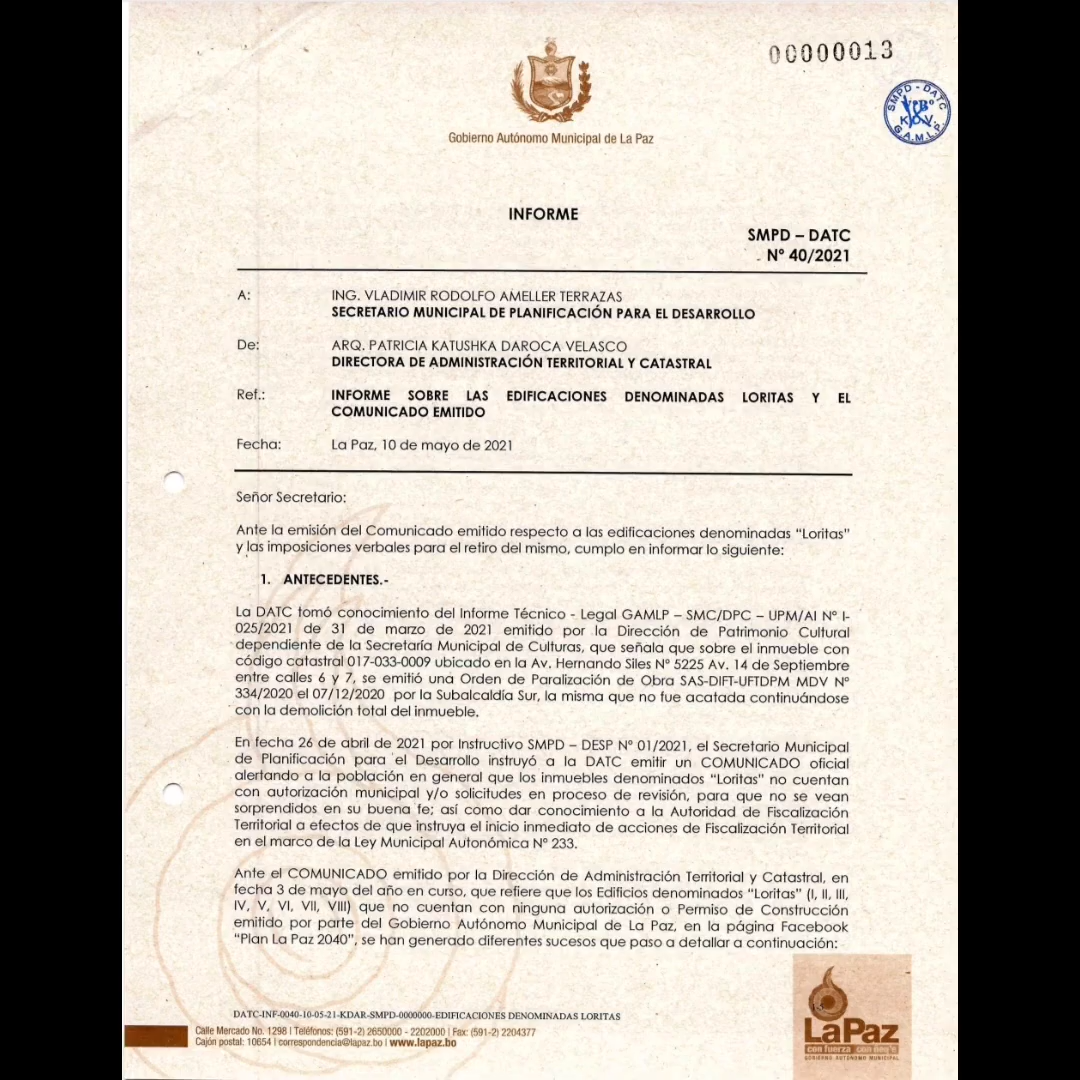 00000013
SMPD - DATC
VºBº
K.D.V.
G.A.M.L.P.
Gobierno Autónomo Municipal de La Paz
INFORME
SMPD – DATC
Nº 40/2021
A: ING. VLADIMIR RODOLFO AMELLER TERRAZAS
SECRETARIO MUNICIPAL DE PLANIFICACIÓN PARA EL DESARROLLO
De: ARQ. PATRICIA KATUSHKA DAROCA VELASCO
DIRECTORA DE ADMINISTRACIÓN TERRITORIAL Y CATASTRAL
Ref.: INFORME SOBRE LAS EDIFICACIONES DENOMINADAS LORITAS Y EL
COMUNICADO EMITIDO
Fecha: La Paz, 10 de mayo de 2021
Señor Secretario:
Ante la emisión del Comunicado emitido respecto a las edificaciones denominadas “Loritas”
y las imposiciones verbales para el retiro del mismo, cumplo en informar lo siguiente:
1. ANTECEDENTES.-
La DATC tomó conocimiento del Informe Técnico - Legal GAMLP – SMC/DPC – UPM/AI Nº I-
025/2021 de 31 de marzo de 2021 emitido por la Dirección de Patrimonio Cultural
dependiente de la Secretaría Municipal de Culturas, que señala que sobre el inmueble con
código catastral 017-033-0009 ubicado en la Av. Hernando Siles Nº 5225 Av. 14 de Septiembre
entre calles 6 y 7, se emitió una Orden de Paralización de Obra SAS-DIFT-UFTDPM MDV Nº
334/2020 el 07/12/2020 por la Subalcaldía Sur, la misma que no fue acatada continuándose
con la demolición total del inmueble.
En fecha 26 de abril de 2021 por Instructivo SMPD – DESP Nº 01/2021, el Secretario Municipal
de Planificación para el Desarrollo instruyó a la DATC emitir un COMUNICADO oficial
alertando a la población en general que los inmuebles denominados “Loritas” no cuentan
con autorización municipal y/o solicitudes en proceso de revisión, para que no se vean
sorprendidos en su buena fe; así como dar conocimiento a la Autoridad de Fiscalización
Territorial a efectos de que instruya el inicio inmediato de acciones de Fiscalización Territorial
en el marco de la Ley Municipal Autonómica Nº 233.
Ante el COMUNICADO emitido por la Dirección de Administración Territorial y Catastral, en
fecha 3 de mayo del año en curso, que refiere que los Edificios denominados “Loritas” (I, II, III,
IV, V, VI, VII, VIII) que no cuentan con ninguna autorización o Permiso de Construcción
emitido por parte del Gobierno Autónomo Municipal de La Paz, en la página Facebook
“Plan La Paz 2040”, se han generado diferentes sucesos que paso a detallar a continuación:
DATC-INF-0040-10-05-21-KDAR-SMPD-0000000-EDIFICACIONES DENOMINADAS LORITAS
Calle Mercado No. 1298 | Teléfonos: (591-2) 2650000 - 2202000 | Fax: (591-2) 2204377
Cajón postal: 10654 | correspondencia@lapaz.bo | www.lapaz.bo
LaPaz
con fuerza
GOBIERNO AUTÓNOMO MUNICIPAL